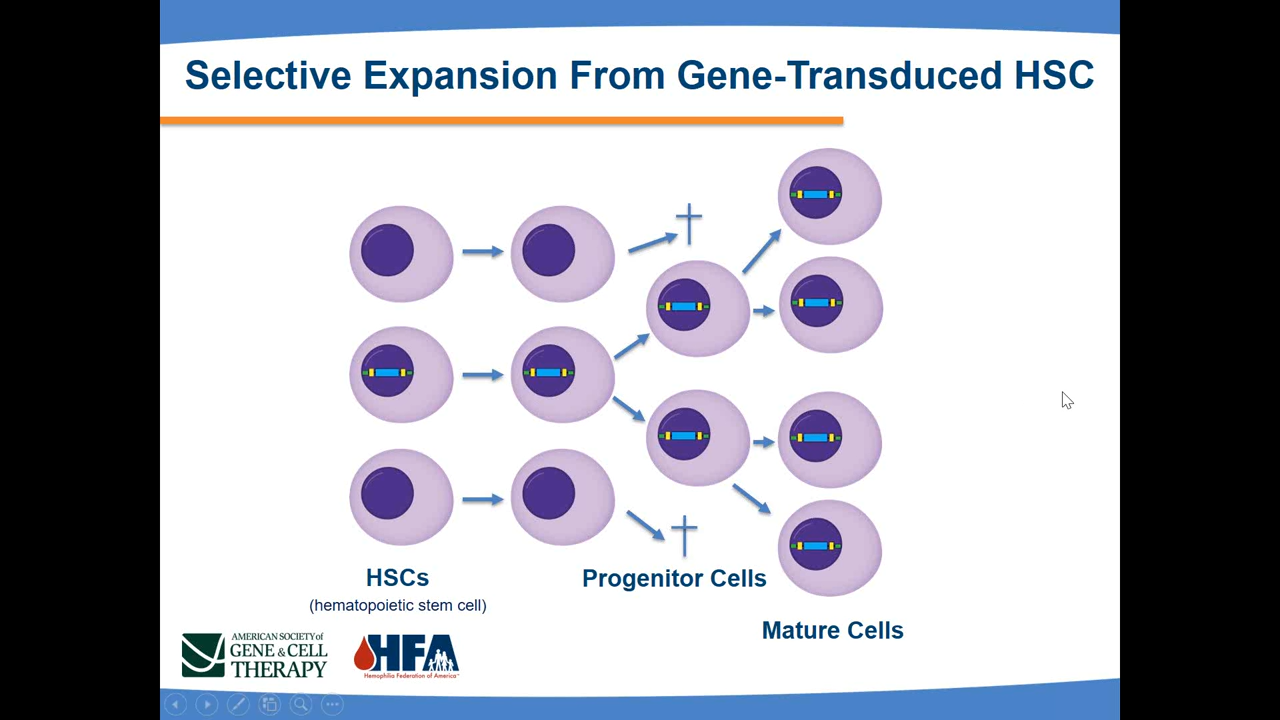 Selective Expansion From Gene-Transduced HSC
HSCs
(hematopoietic stem cell)
Progenitor Cells
Mature Cells
AMERICAN SOCIETY of
GENE & CELL
THERAPY
HFA
Hemophilia Federation of America